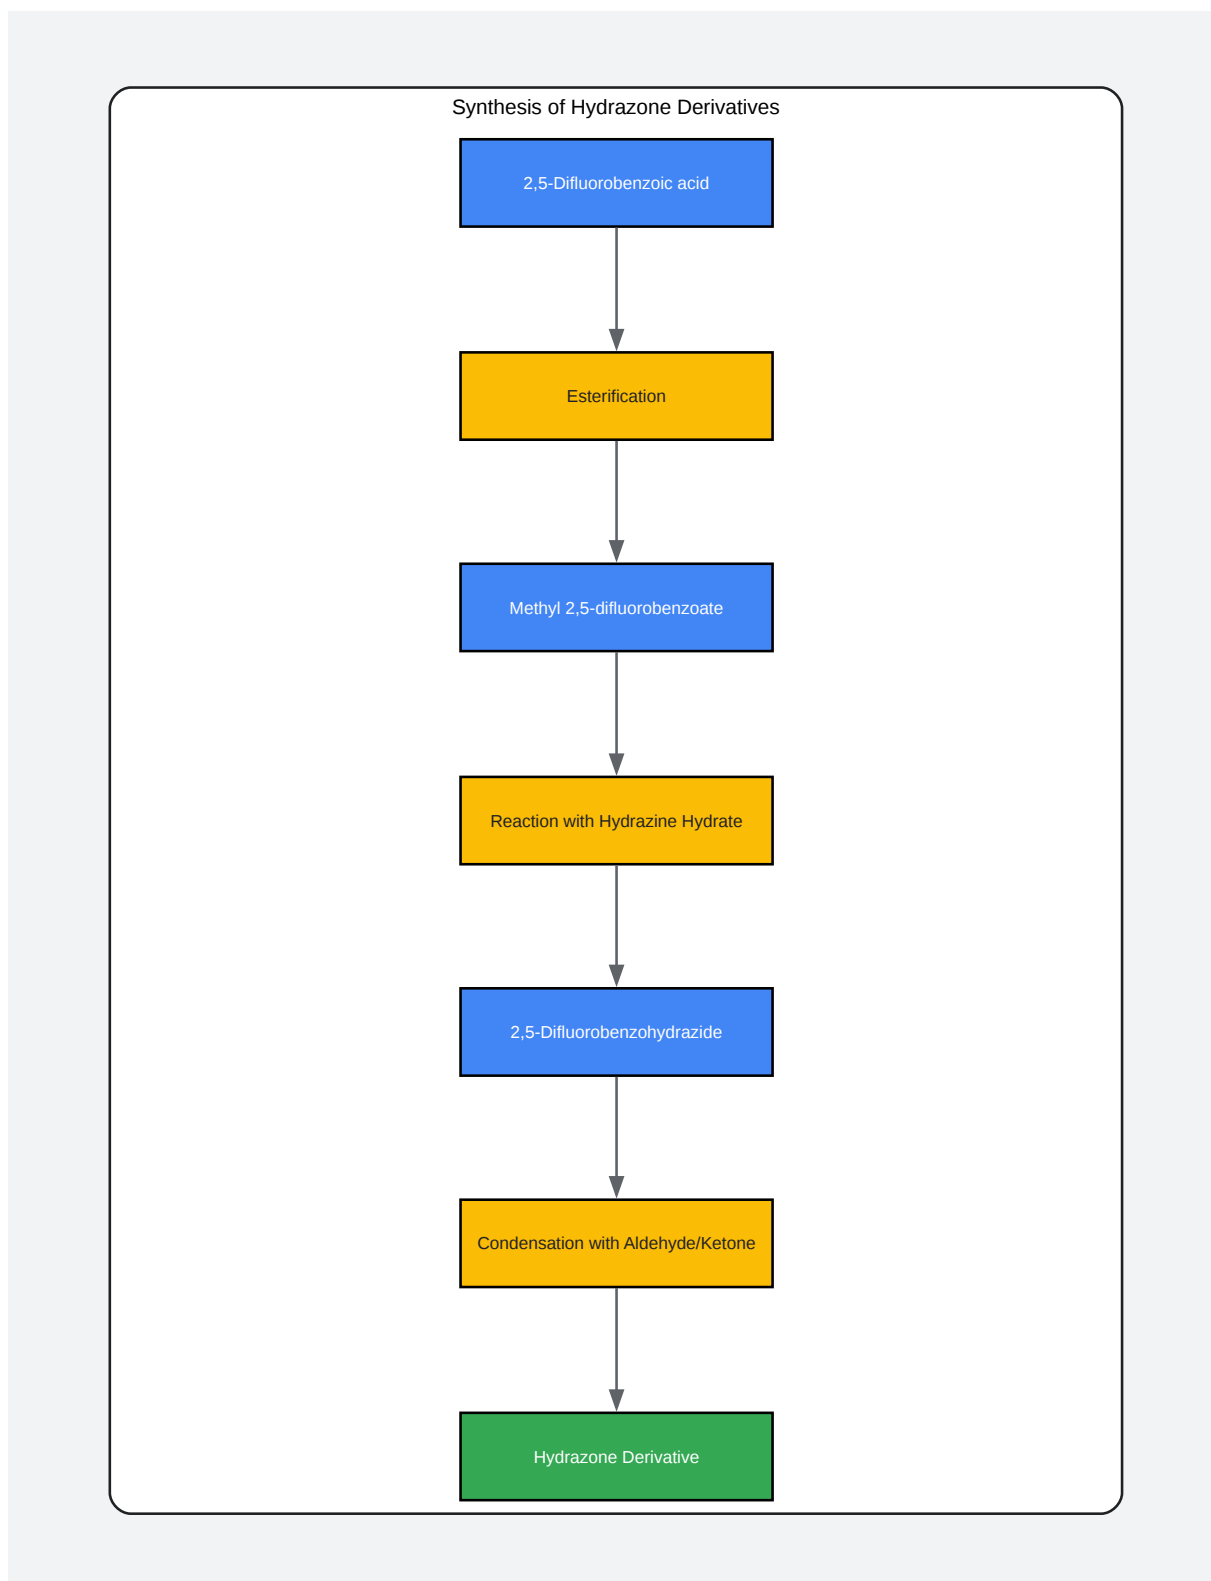 Synthesis of Hydrazone Derivatives
2,5-Difluorobenzoic acid
Esterification
Methyl 2,5-difluorobenzoate
Reaction with Hydrazine Hydrate
2,5-Difluorobenzohydrazide
Condensation with Aldehyde/Ketone
Hydrazone Derivative